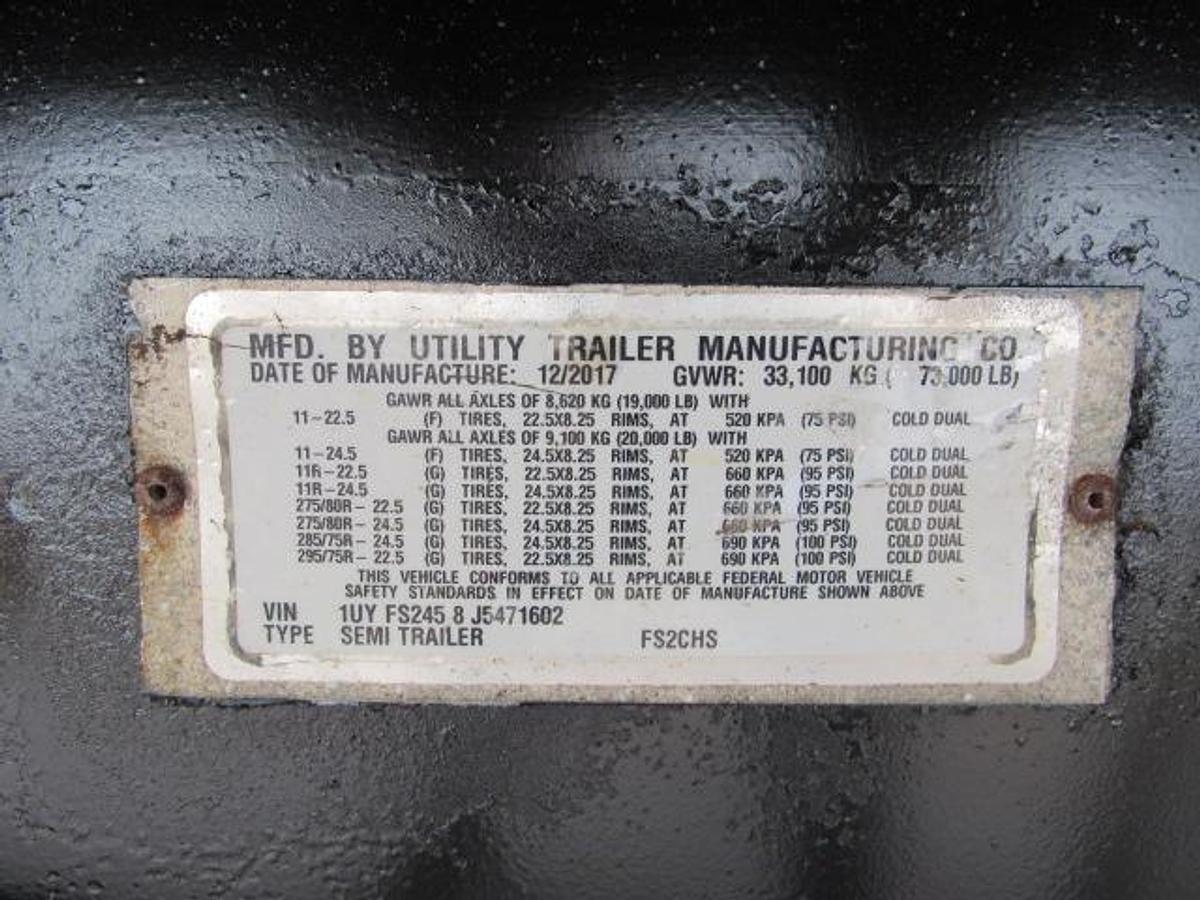 MFD. BY UTILITY TRAILER MANUFACTURING CO
DATE OF MANUFACTURE: 12/2017 GVWR: 33,100 KG ( 73,000 LB)
GAWR ALL AXLES OF 8,620 KG (19,000 LB) WITH
11-22.5 (F) TIRES, 22.5X8.25 RIMS, AT 520 KPA (75 PSI) COLD DUAL
GAWR ALL AXLES OF 9,100 KG (20,000 LB) WITH
11-24.5 (F) TIRES, 24.5X8.25 RIMS, AT 520 KPA (75 PSI) COLD DUAL
11R-22.5 (G) TIRES, 22.5X8.25 RIMS, AT 660 KPA (95 PSI) COLD DUAL
11R-24.5 (G) TIRES, 24.5X8.25 RIMS, AT 660 KPA (95 PSI) COLD DUAL
275/80R- 22.5 (G) TIRES, 22.5X8.25 RIMS, AT 660 KPA (95 PSI) COLD DUAL
275/80R- 24.5 (G) TIRES, 24.5X8.25 RIMS, AT 660 KPA (95 PSI) COLD DUAL
285/75R- 24.5 (G) TIRES, 24.5X8.25 RIMS, AT 690 KPA (100 PSI) COLD DUAL
295/75R- 22.5 (G) TIRES, 22.5X8.25 RIMS, AT 690 KPA (100 PSI) COLD DUAL
THIS VEHICLE CONFORMS TO ALL APPLICABLE FEDERAL MOTOR VEHICLE
SAFETY STANDARDS IN EFFECT ON DATE OF MANUFACTURE SHOWN ABOVE
VIN 1UY FS245 8 J5471602
TYPE SEMI TRAILER FS2CHS